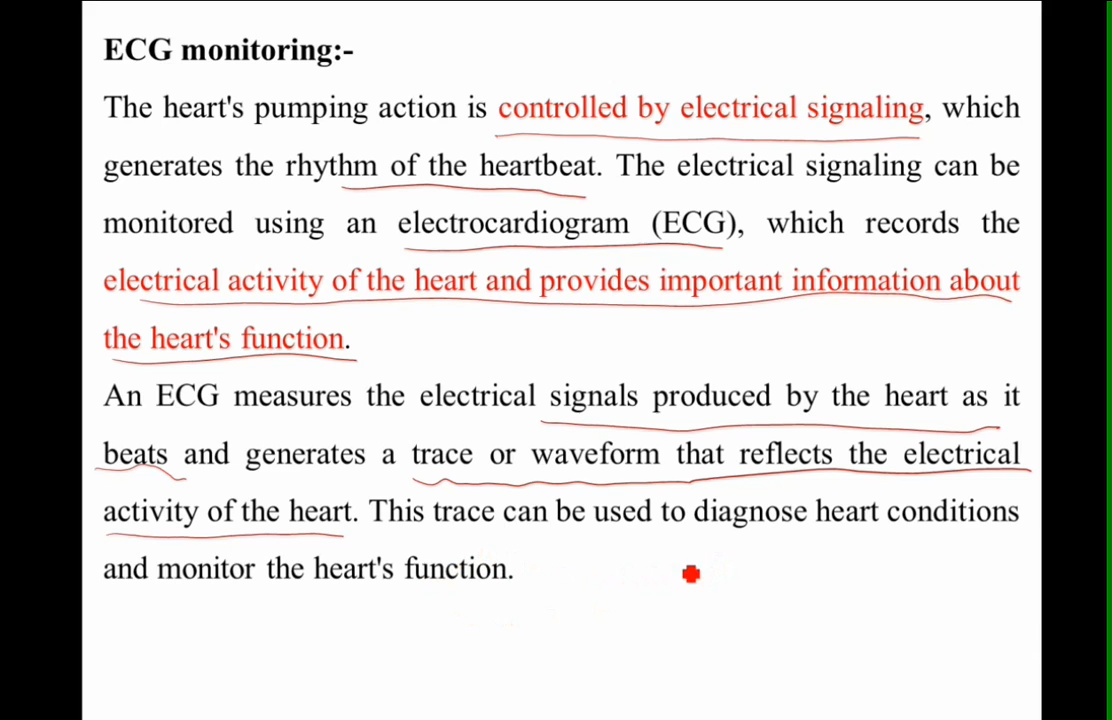 ECG monitoring:-
The heart's pumping action is controlled by electrical signaling, which
generates the rhythm of the heartbeat. The electrical signaling can be
monitored using an electrocardiogram (ECG), which records the
electrical activity of the heart and provides important information about
the heart's function.
An ECG measures the electrical signals produced by the heart as it
beats and generates a trace or waveform that reflects the electrical
activity of the heart. This trace can be used to diagnose heart conditions
and monitor the heart's function.